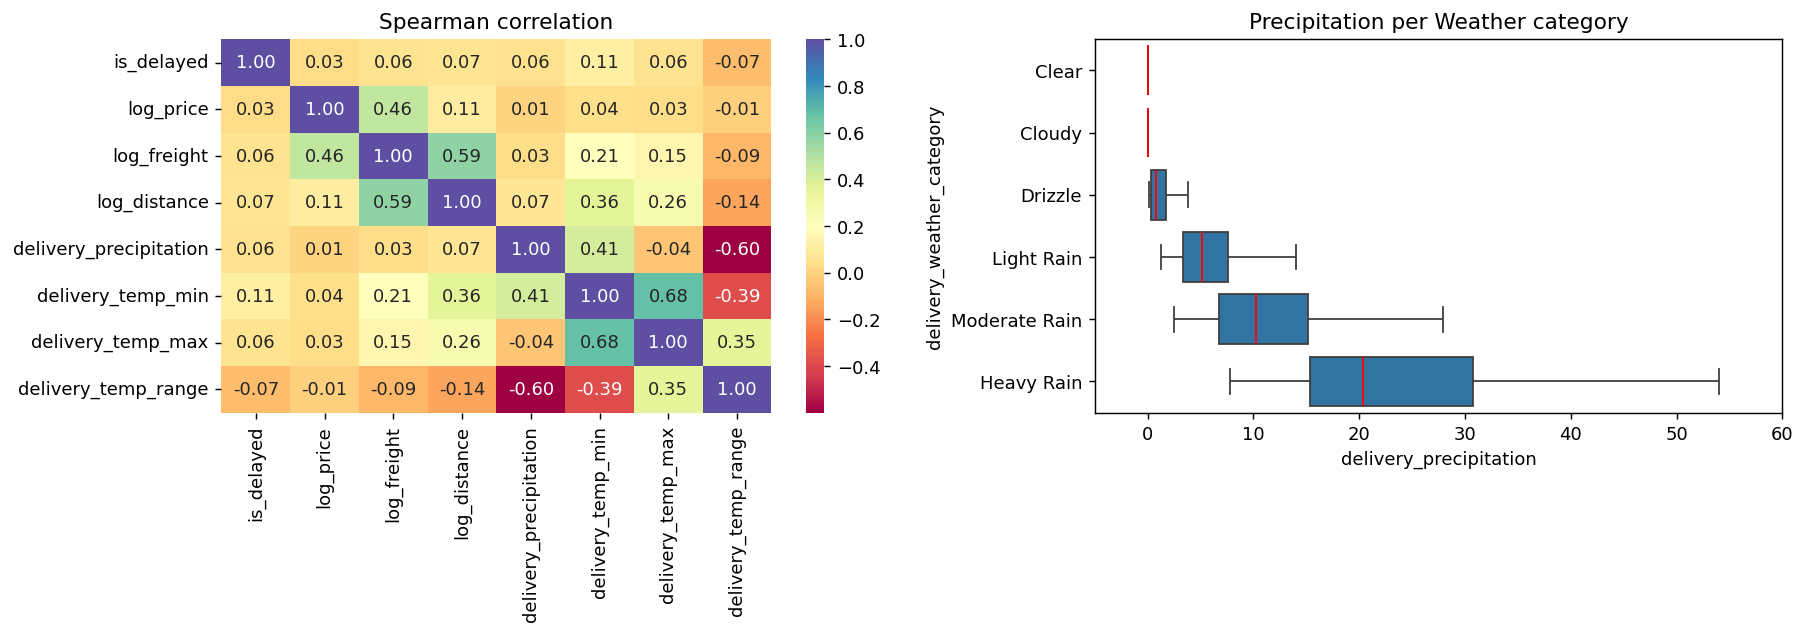 Spearman correlation
is_delayed 1.00 0.03 0.06 0.07 0.06 0.11 0.06 -0.07
log_price 0.03 1.00 0.46 0.11 0.01 0.04 0.03 -0.01
log_freight 0.06 0.46 1.00 0.59 0.03 0.21 0.15 -0.09
log_distance 0.07 0.11 0.59 1.00 0.07 0.36 0.26 -0.14
delivery_precipitation 0.06 0.01 0.03 0.07 1.00 0.41 -0.04 -0.60
delivery_temp_min 0.11 0.04 0.21 0.36 0.41 1.00 0.68 -0.39
delivery_temp_max 0.06 0.03 0.15 0.26 -0.04 0.68 1.00 0.35
delivery_temp_range -0.07 -0.01 -0.09 -0.14 -0.60 -0.39 0.35 1.00
is_delayed
log_price
log_freight
log_distance
delivery_precipitation
delivery_temp_min
delivery_temp_max
delivery_temp_range
1.0
0.8
0.6
0.4
0.2
0.0
−0.2
−0.4
Precipitation per Weather category
delivery_weather_category
Clear
Cloudy
Drizzle
Light Rain
Moderate Rain
Heavy Rain
0 10 20 30 40 50 60
delivery_precipitation